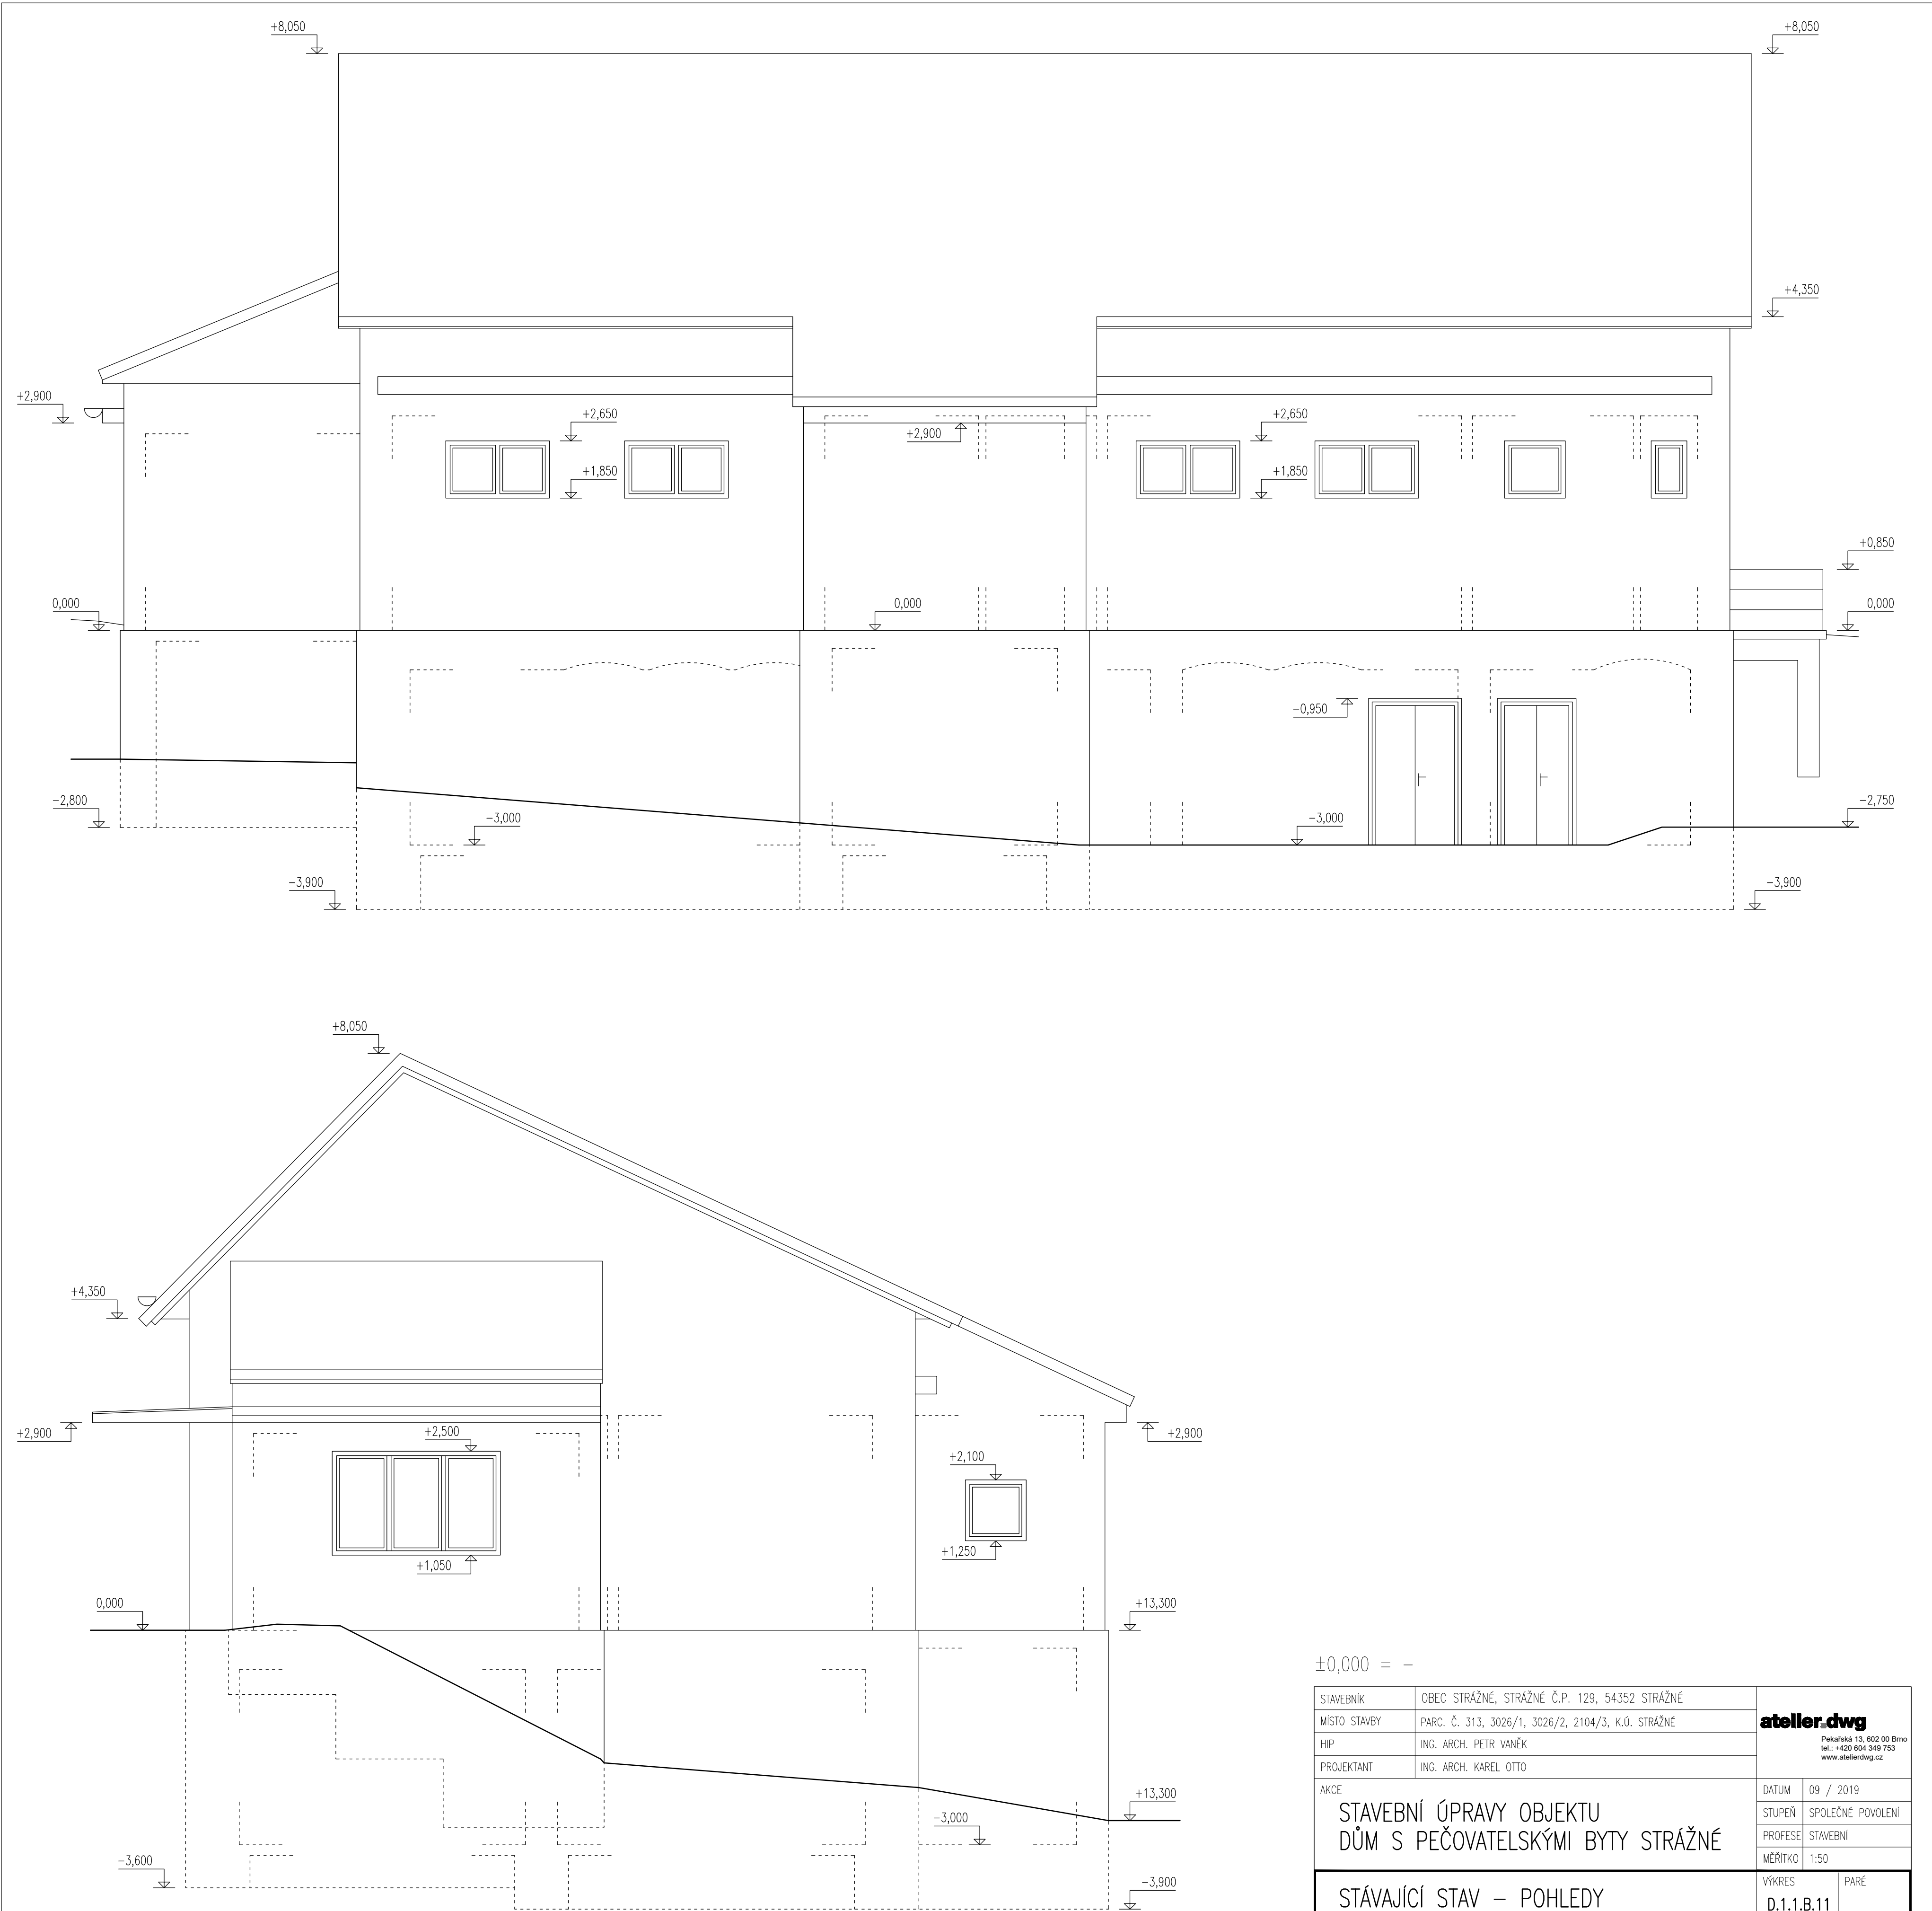 +8,050
+8,050
+4,350
+2,900
+2,650
+2,900
+2,650
+1,850
+1,850
+0,850
0,000
0,000
0,000
-0,950
-2,800
-3,000
-3,000
-2,750
-3,900
-3,900
+8,050
+4,350
+2,900
+2,500
+2,900
+2,100
+1,050
+1,250
0,000
+13,300
+13,300
-3,000
-3,600
-3,900
±0,000 = -
STAVEBNÍK OBEC STRÁŽNÉ, STRÁŽNÉ Č.P. 129, 54352 STRÁŽNÉ
MÍSTO STAVBY PARC. Č. 313, 3026/1, 3026/2, 2104/3, K.Ú. STRÁŽNÉ
HIP ING. ARCH. PETR VANĚK
PROJEKTANT ING. ARCH. KAREL OTTO
atelier.dwg
Pekařská 13, 602 00 Brno
tel.: +420 604 349 753
www.atelierdwg.cz
AKCE
STAVEBNÍ ÚPRAVY OBJEKTU
DŮM S PEČOVATELSKÝMI BYTY STRÁŽNÉ
DATUM 09 / 2019
STUPEŇ SPOLEČNÉ POVOLENÍ
PROFESE STAVEBNÍ
MĚŘÍTKO 1:50
STÁVAJÍCÍ STAV – POHLEDY
VÝKRES PARÉ
D.1.1.B.11